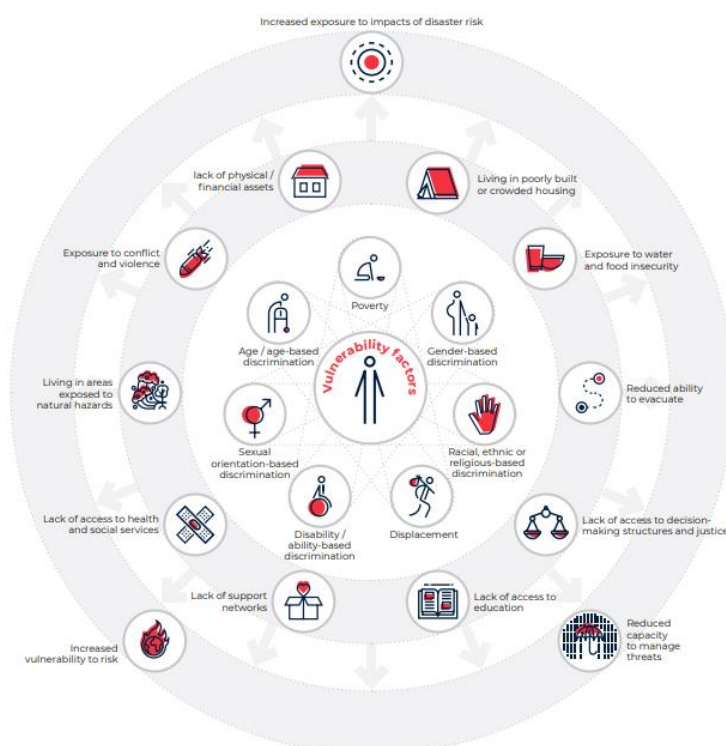 Increased exposure to impacts of disaster risk
lack of physical /
financial assets
Living in poorly built
or crowded housing
Exposure to conflict
and violence
Exposure to water
and food insecurity
Poverty
Age / age-based
discrimination
Gender-based
discrimination
Vulnerability factors
Living in areas
exposed to
natural hazards
Reduced ability
to evacuate
Sexual
orientation-based
discrimination
Racial, ethnic or
religious-based
discrimination
Lack of access to health
and social services
Disability /
ability-based
discrimination
Displacement
Lack of access to decision-
making structures and justice
Lack of support
networks
Lack of access to
education
Increased
vulnerability to risk
Reduced
capacity
to manage
threats